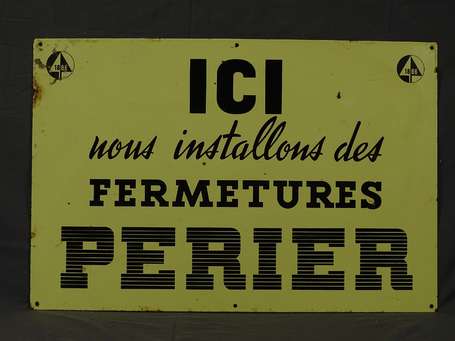 ICI
nous installons des
FERMETURES
PERIER